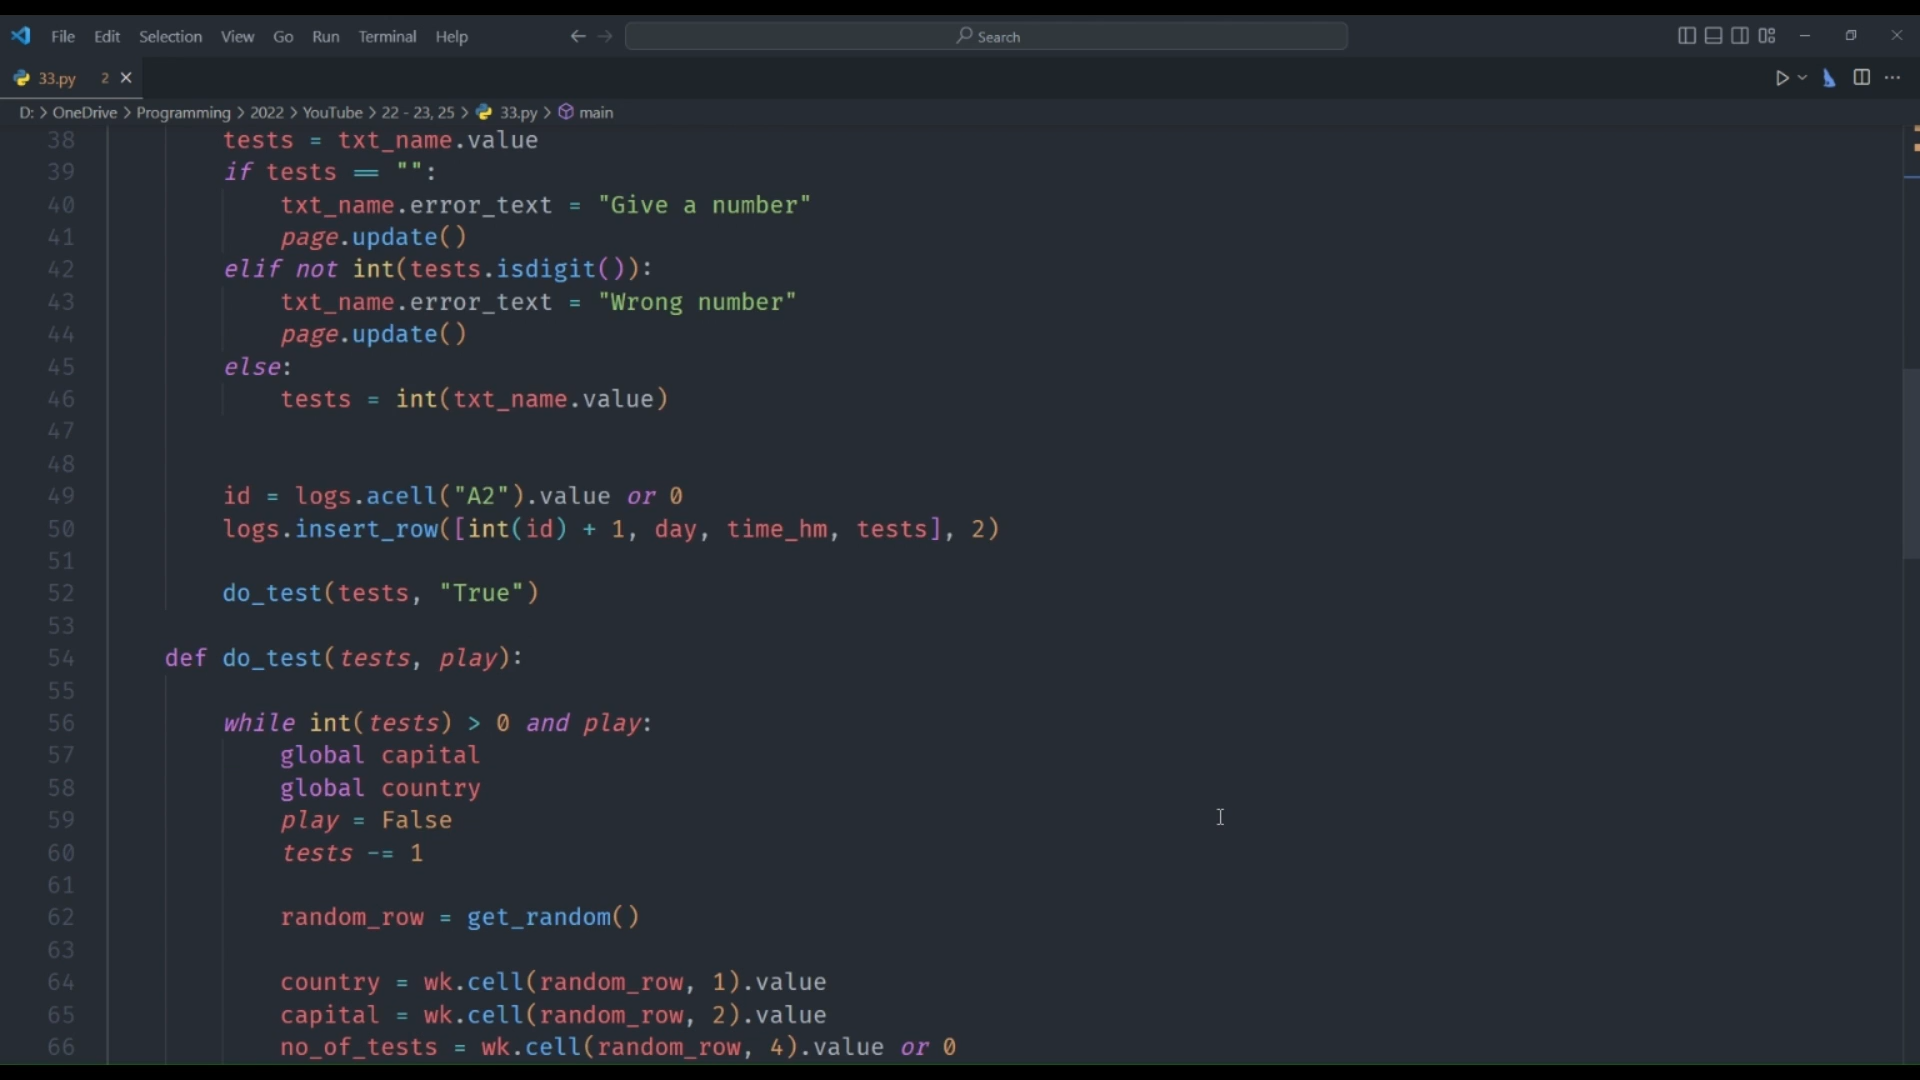 File Edit Selection View Go Run Terminal Help Search
33.py 2
D: > OneDrive > Programming > 2022 > YouTube > 22 - 23, 25 > 33.py > main
38 tests = txt_name.value
39 if tests == "":
40 txt_name.error_text = "Give a number"
41 page.update()
42 elif not int(tests.isdigit()):
43 txt_name.error_text = "Wrong number"
44 page.update()
45 else:
46 tests = int(txt_name.value)
47
48
49 id = logs.acell("A2").value or 0
50 logs.insert_row([int(id) + 1, day, time_hm, tests], 2)
51
52 do_test(tests, "True")
53
54 def do_test(tests, play):
55
56 while int(tests) > 0 and play:
57 global capital
58 global country
59 play = False
60 tests -= 1
61
62 random_row = get_random()
63
64 country = wk.cell(random_row, 1).value
65 capital = wk.cell(random_row, 2).value
66 no_of_tests = wk.cell(random_row, 4).value or 0